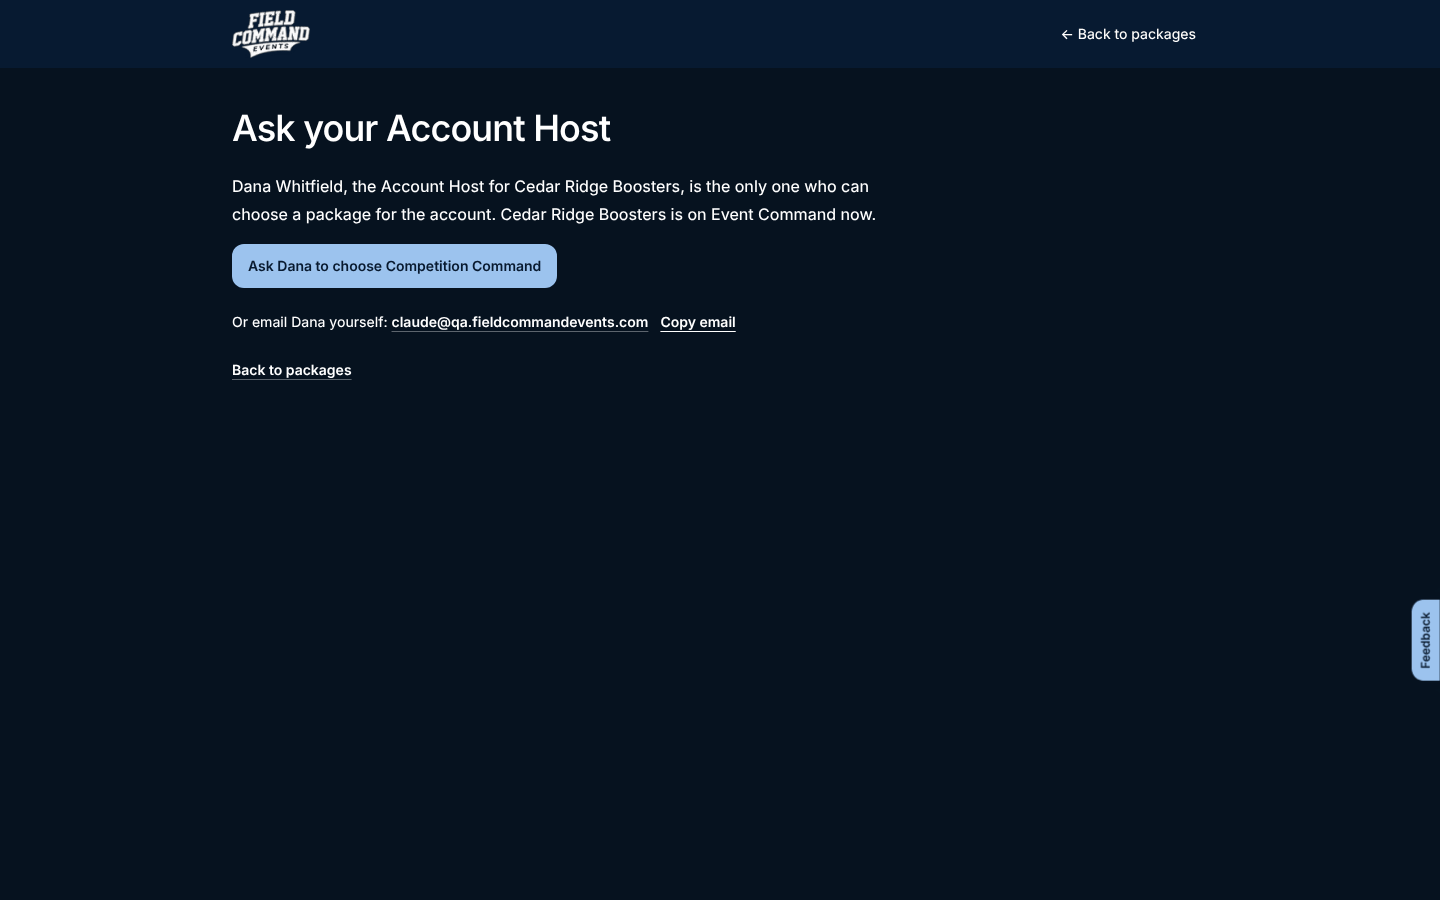 FIELD
COMMAND
EVENTS
← Back to packages
Ask your Account Host
Dana Whitfield, the Account Host for Cedar Ridge Boosters, is the only one who can
choose a package for the account. Cedar Ridge Boosters is on Event Command now.
Ask Dana to choose Competition Command
Or email Dana yourself: claude@qa.fieldcommandevents.com Copy email
Back to packages
Feedback